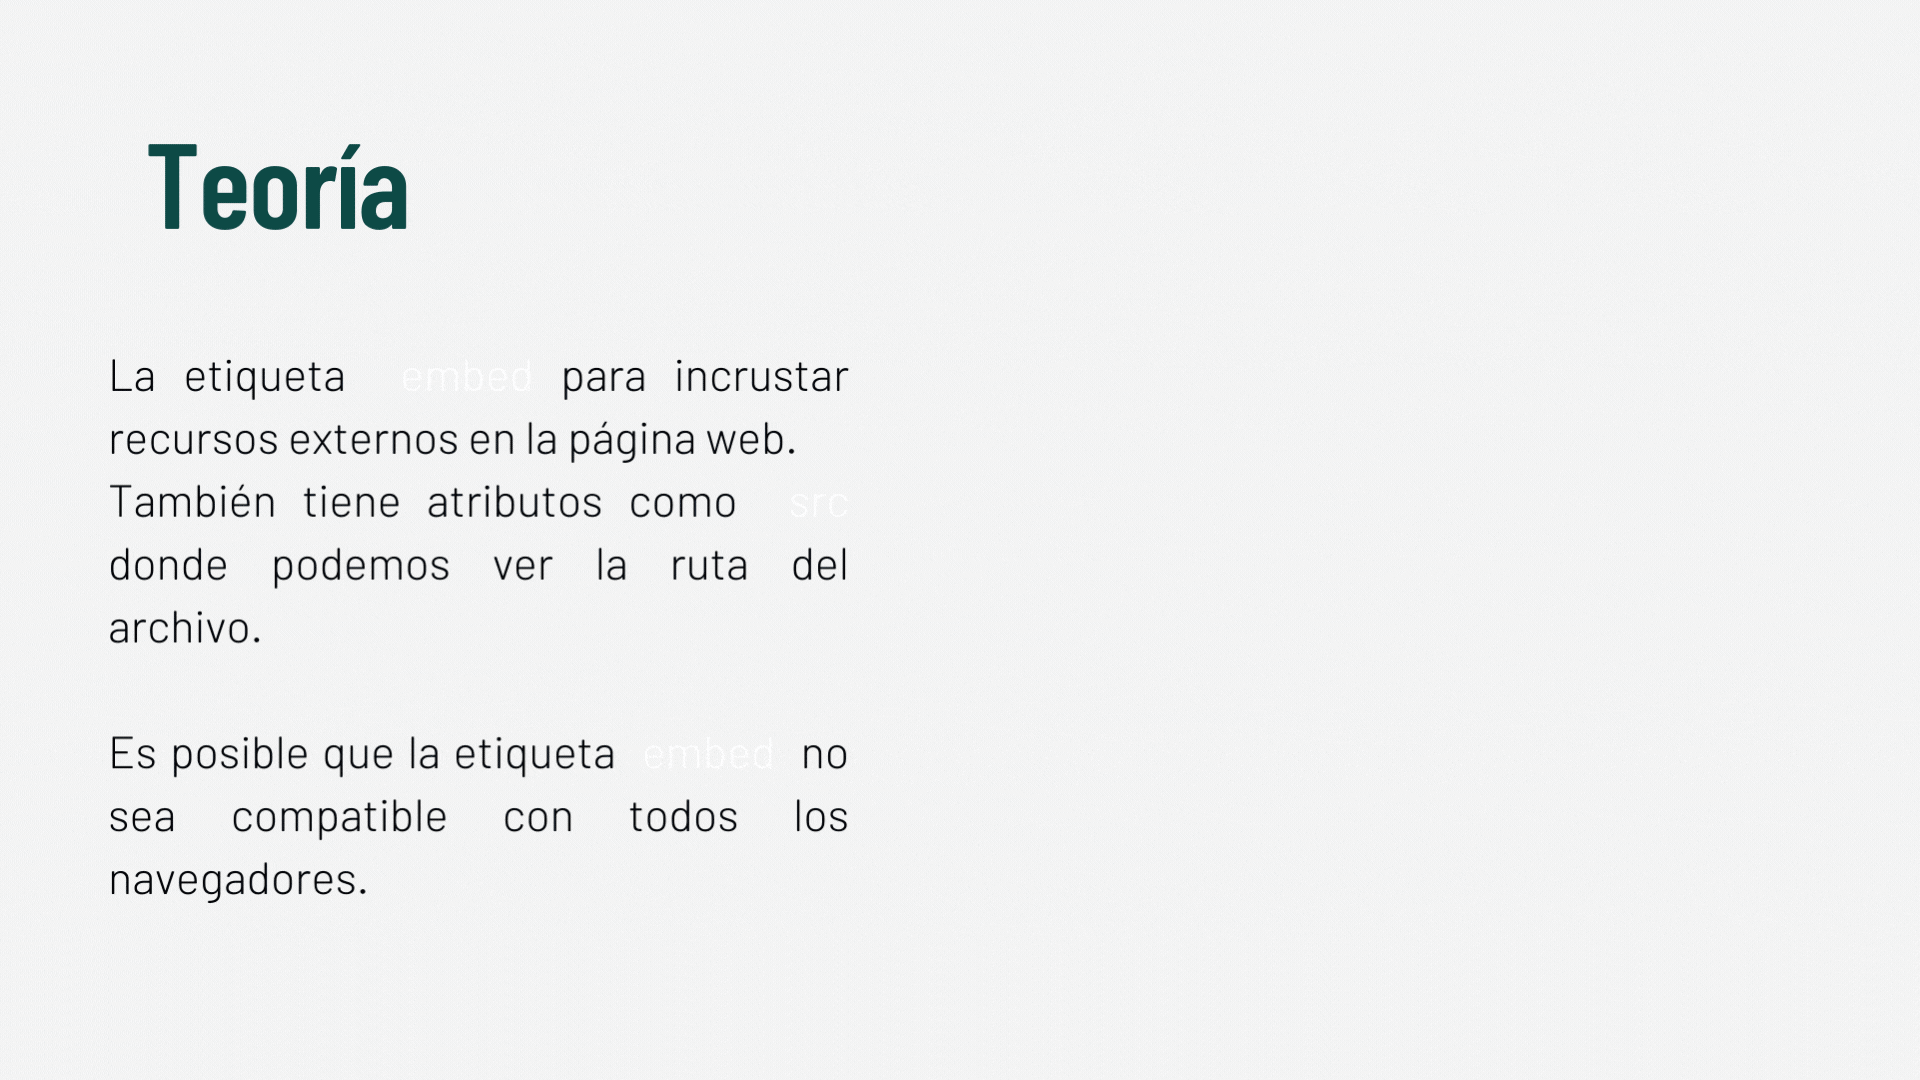 Teoría
La etiqueta embed para incrustar
recursos externos en la página web.
También tiene atributos como src
donde podemos ver la ruta del
archivo.
Es posible que la etiqueta embed no
sea compatible con todos los
navegadores.